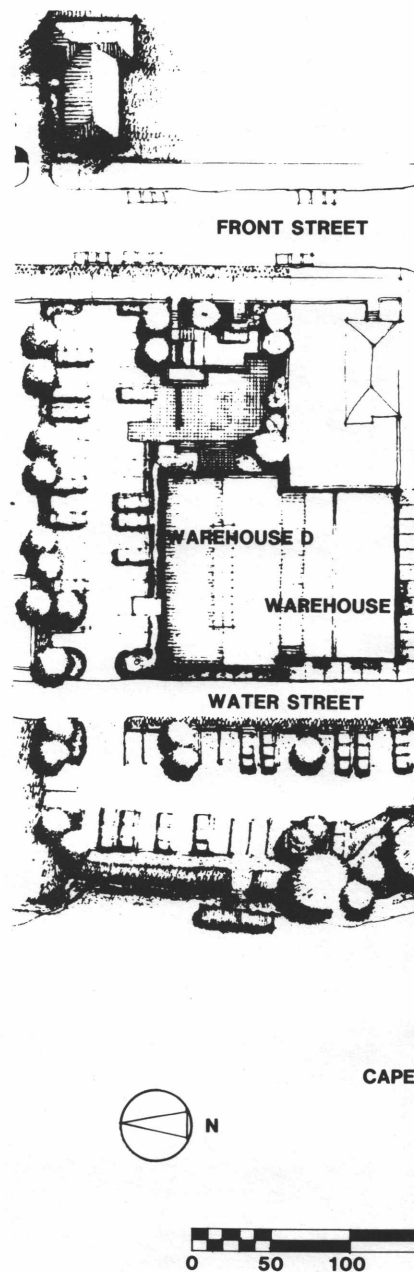 FRONT STREET
WAREHOUSE D
WAREHOUSE
WATER STREET
CAPE
N
0 50 100